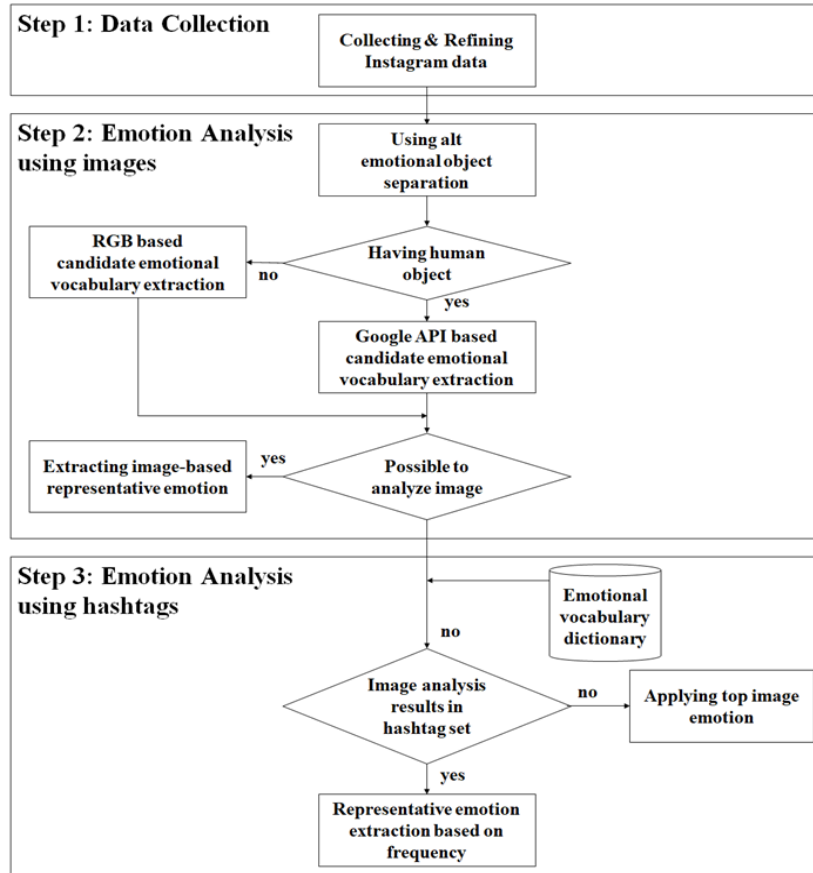 Step 1: Data Collection
Collecting & Refining
Instagram data
Step 2: Emotion Analysis
using images
Using alt
emotional object
separation
RGB based
candidate emotional
vocabulary extraction
no
Having human
object
yes
Google API based
candidate emotional
vocabulary extraction
Extracting image-based
representative emotion
yes
Possible to
analyze image
Step 3: Emotion Analysis
using hashtags
Emotional
vocabulary
dictionary
no
Image analysis
results in
hashtag set
no
Applying top image
emotion
yes
Representative emotion
extraction based on
frequency